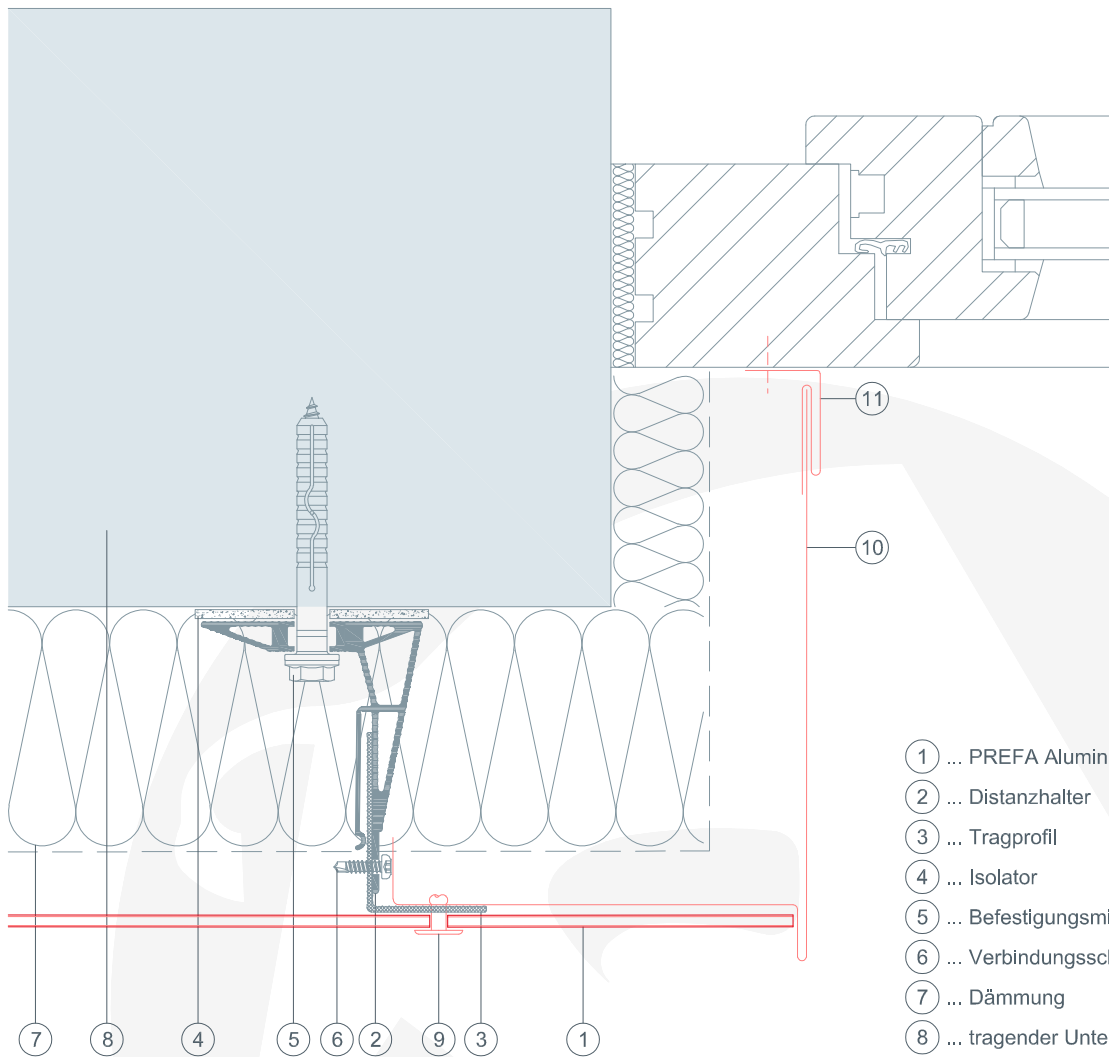 11
10
1 ... PREFA Alumin
2 ... Distanzhalter
3 ... Tragprofil
4 ... Isolator
5 ... Befestigungsmi
6 ... Verbindungssc
7 ... Dämmung
8 ... tragender Unte
7 8 4 5 6 2 9 3 1